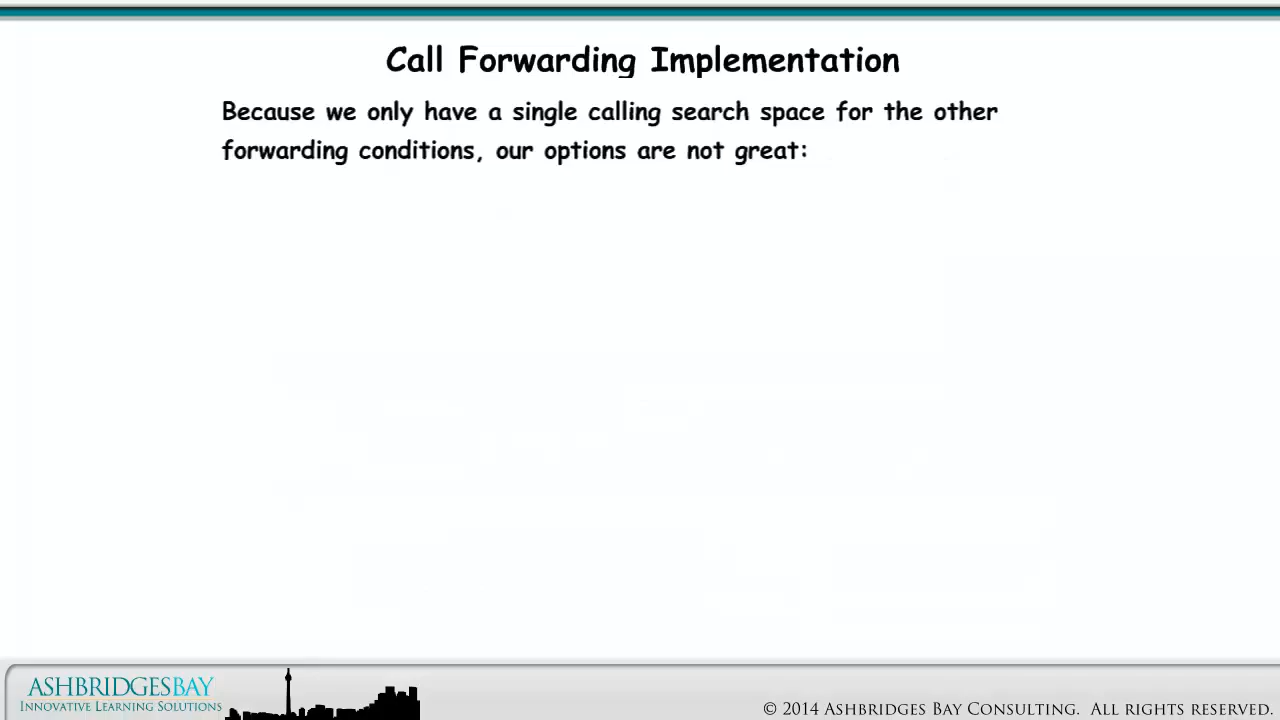 Call Forwarding Implementation
Because we only have a single calling search space for the other
forwarding conditions, our options are not great:
ASHBRIDGESBAY
INNOVATIVE LEARNING SOLUTIONS
© 2014 ASHBRIDGES BAY CONSULTING. ALL RIGHTS RESERVED.